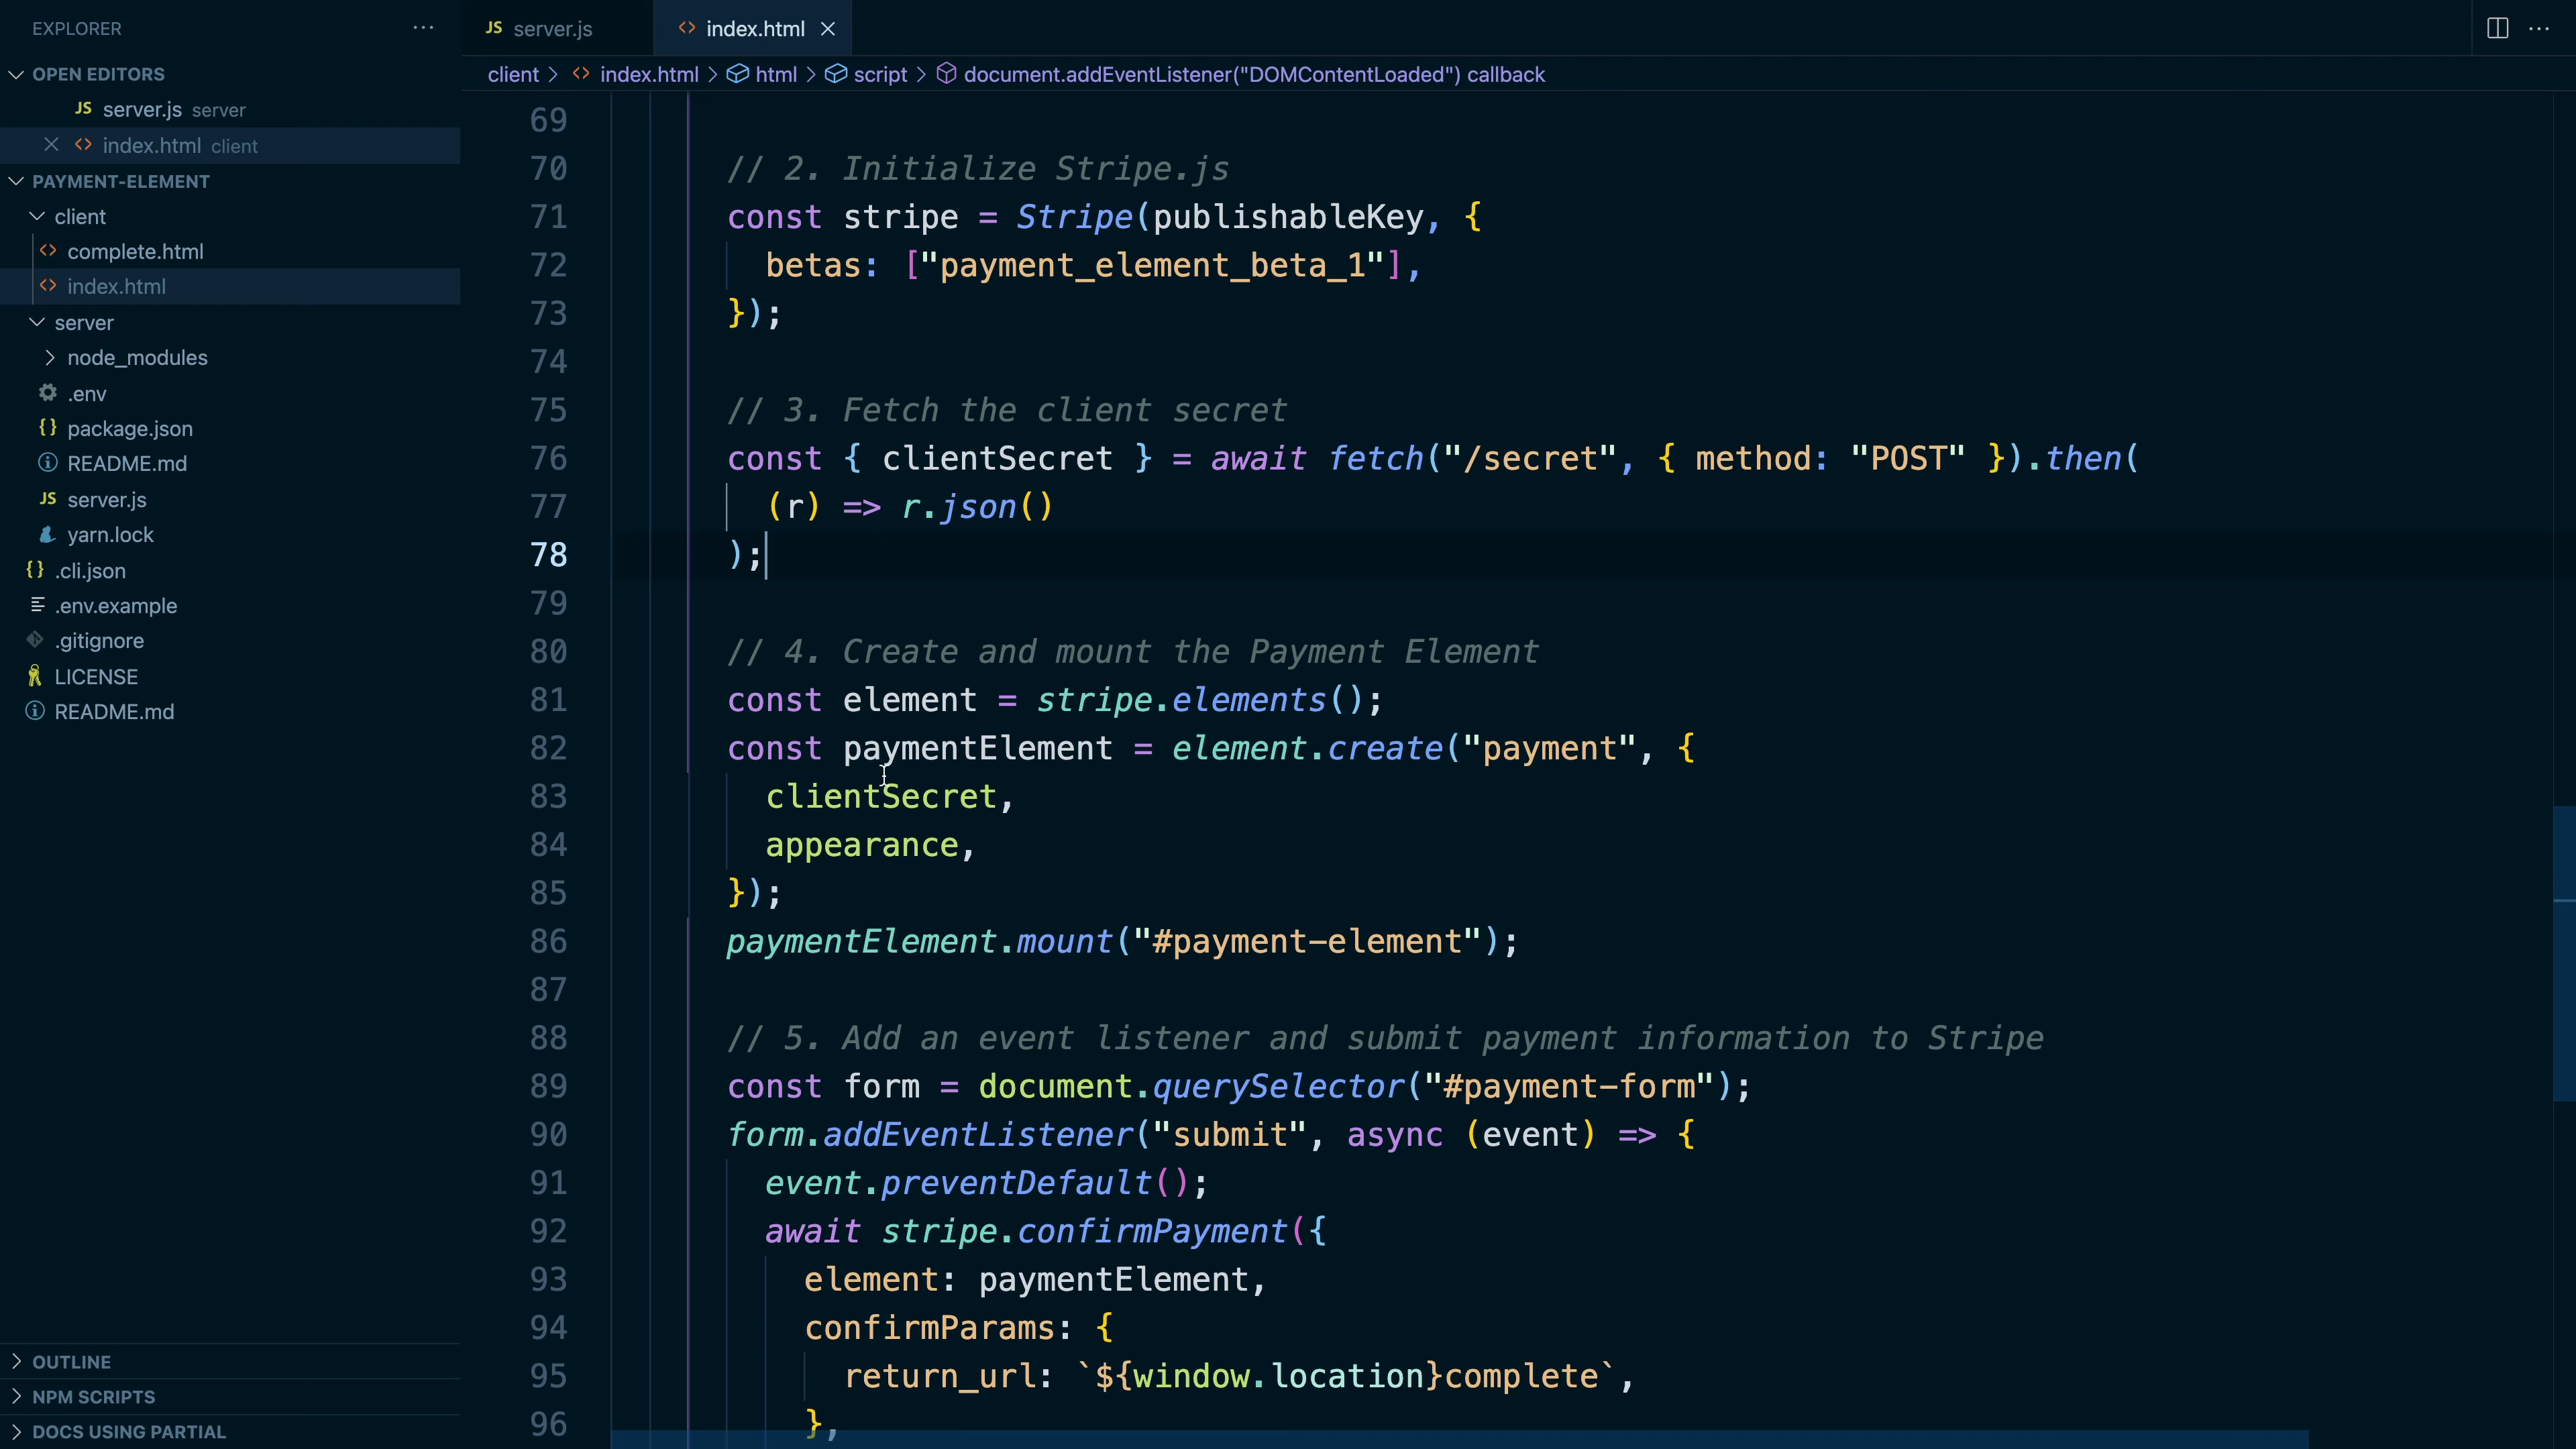 EXPLORER
OPEN EDITORS
JS server.js server
index.html client
PAYMENT-ELEMENT
client
complete.html
index.html
server
node_modules
.env
package.json
README.md
JS server.js
yarn.lock
.cli.json
.env.example
.gitignore
LICENSE
README.md
OUTLINE
NPM SCRIPTS
DOCS USING PARTIAL
JS server.js
index.html
client > index.html > html > script > document.addEventListener("DOMContentLoaded") callback
69
70 // 2. Initialize Stripe.js
71 const stripe = Stripe(publishableKey, {
72 betas: ["payment_element_beta_1"],
73 });
74
75 // 3. Fetch the client secret
76 const { clientSecret } = await fetch("/secret", { method: "POST" }).then(
77 (r) => r.json()
78 );
79
80 // 4. Create and mount the Payment Element
81 const element = stripe.elements();
82 const paymentElement = element.create("payment", {
83 clientSecret,
84 appearance,
85 });
86 paymentElement.mount("#payment-element");
87
88 // 5. Add an event listener and submit payment information to Stripe
89 const form = document.querySelector("#payment-form");
90 form.addEventListener("submit", async (event) => {
91 event.preventDefault();
92 await stripe.confirmPayment({
93 element: paymentElement,
94 confirmParams: {
95 return_url: `${window.location}complete`,
96 },